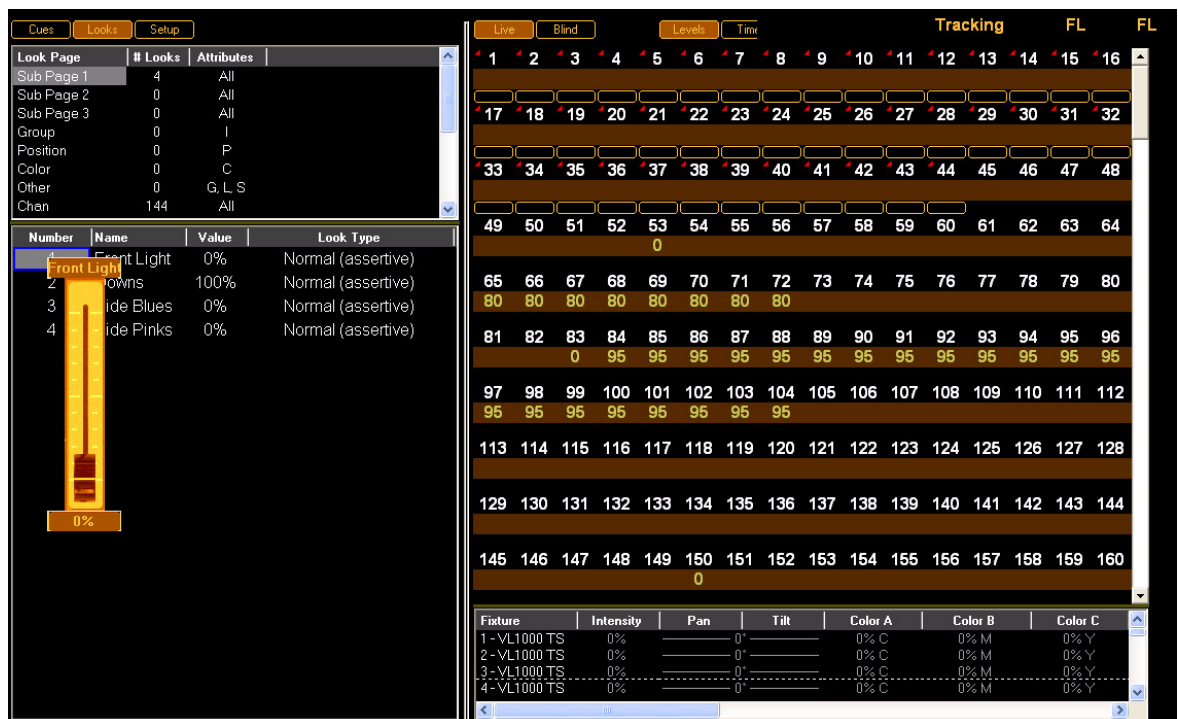 Cues Looks Setup
Look Page # Looks Attributes
Sub Page 1 4 All
Sub Page 2 0 All
Sub Page 3 0 All
Group 0 I
Position 0 P
Color 0 C
Other 0 G, L, S
Chan 144 All
Number Name Value Look Type
Front Light 0% Normal (assertive)
Front Light
2 100% Normal (assertive)
3 ide Blues 0% Normal (assertive)
4 ide Pinks 0% Normal (assertive)
0%
Live Blind Levels Time Tracking FL FL
1 2 3 4 5 6 7 8 9 10 11 12 13 14 15 16
17 18 19 20 21 22 23 24 25 26 27 28 29 30 31 32
33 34 35 36 37 38 39 40 41 42 43 44 45 46 47 48
49 50 51 52 53 54 55 56 57 58 59 60 61 62 63 64
0
65 66 67 68 69 70 71 72 73 74 75 76 77 78 79 80
80 80 80 80 80 80 80 80
81 82 83 84 85 86 87 88 89 90 91 92 93 94 95 96
0 95 95 95 95 95 95 95 95 95 95 95 95 95
97 98 99 100 101 102 103 104 105 106 107 108 109 110 111 112
95 95 95 95 95 95 95 95
113 114 115 116 117 118 119 120 121 122 123 124 125 126 127 128
129 130 131 132 133 134 135 136 137 138 139 140 141 142 143 144
145 146 147 148 149 150 151 152 153 154 155 156 157 158 159 160
0
Fixture Intensity Pan Tilt Color A Color B Color C
1 - VL1000 TS 0% 0° 0% C 0% M 0% Y
2 - VL1000 TS 0% 0° 0% C 0% M 0% Y
3 - VL1000 TS 0% 0° 0% C 0% M 0% Y
4 - VL1000 TS 0% 0° 0% C 0% M 0% Y